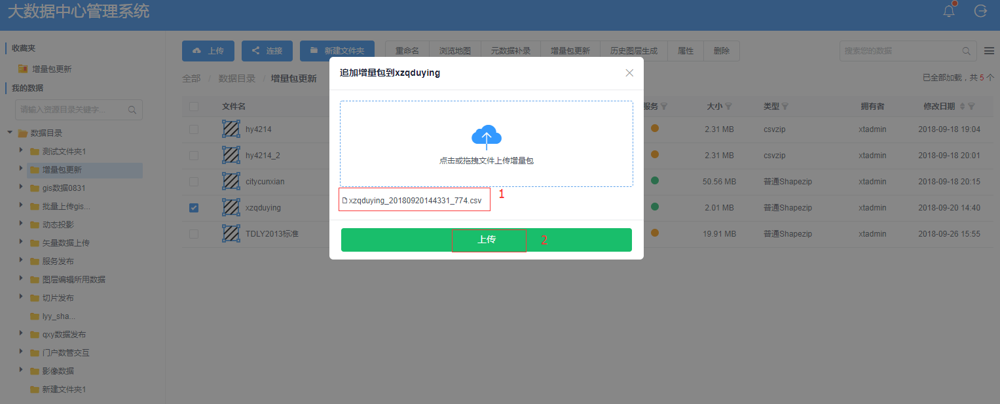 大数据中心管理系统
收藏夹
增量包更新
我的数据
请输入资源目录关键字...
数据目录
测试文件夹1
增量包更新
gis数据0831
批量上传gis...
动态投影
矢量数据上传
服务发布
图层编辑所用数据
切片发布
lyy_sha...
qxy数据发布
门户数管交互
影像数据
新建文件夹1
上传 连接 新建文件夹 重命名 浏览地图 元数据补录 增量包更新 历史图层生成 属性 删除 搜索您的数据
全部 / 数据目录 / 增量包更新 已全部加载，共 5 个
文件名 服务 大小 类型 拥有者 修改日期
hy4214 2.31 MB csvzip xtadmin 2018-09-18 19:04
hy4214_2 2.31 MB csvzip xtadmin 2018-09-18 20:01
citycunxian 50.56 MB 普通Shapezip xtadmin 2018-09-18 20:15
xzqduying 2.01 MB 普通Shapezip xtadmin 2018-09-20 14:40
TDLY2013标准 19.91 MB 普通Shapezip xtadmin 2018-09-26 15:55
追加增量包到xzqduying
点击或拖拽文件上传增量包
xzqduying_20180920144331_774.csv 1
上传 2